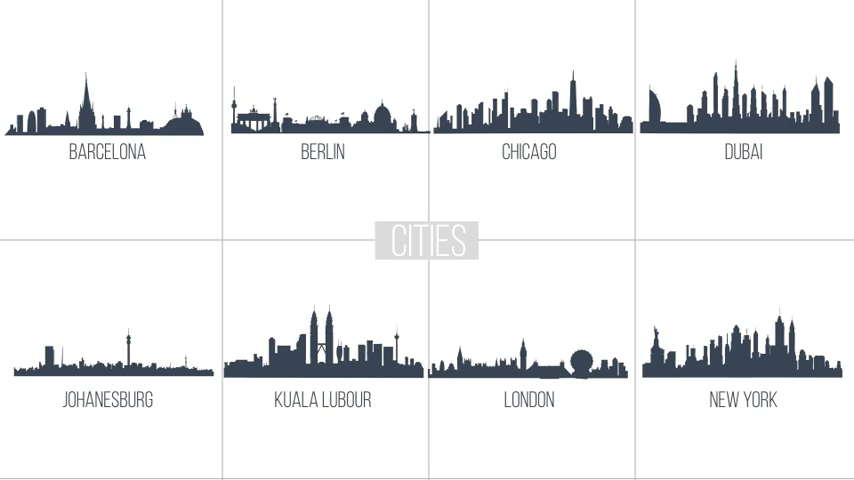 BARCELONA
BERLIN
CHICAGO
DUBAI
CITIES
JOHANESBURG
KUALA LUBOUR
LONDON
NEW YORK